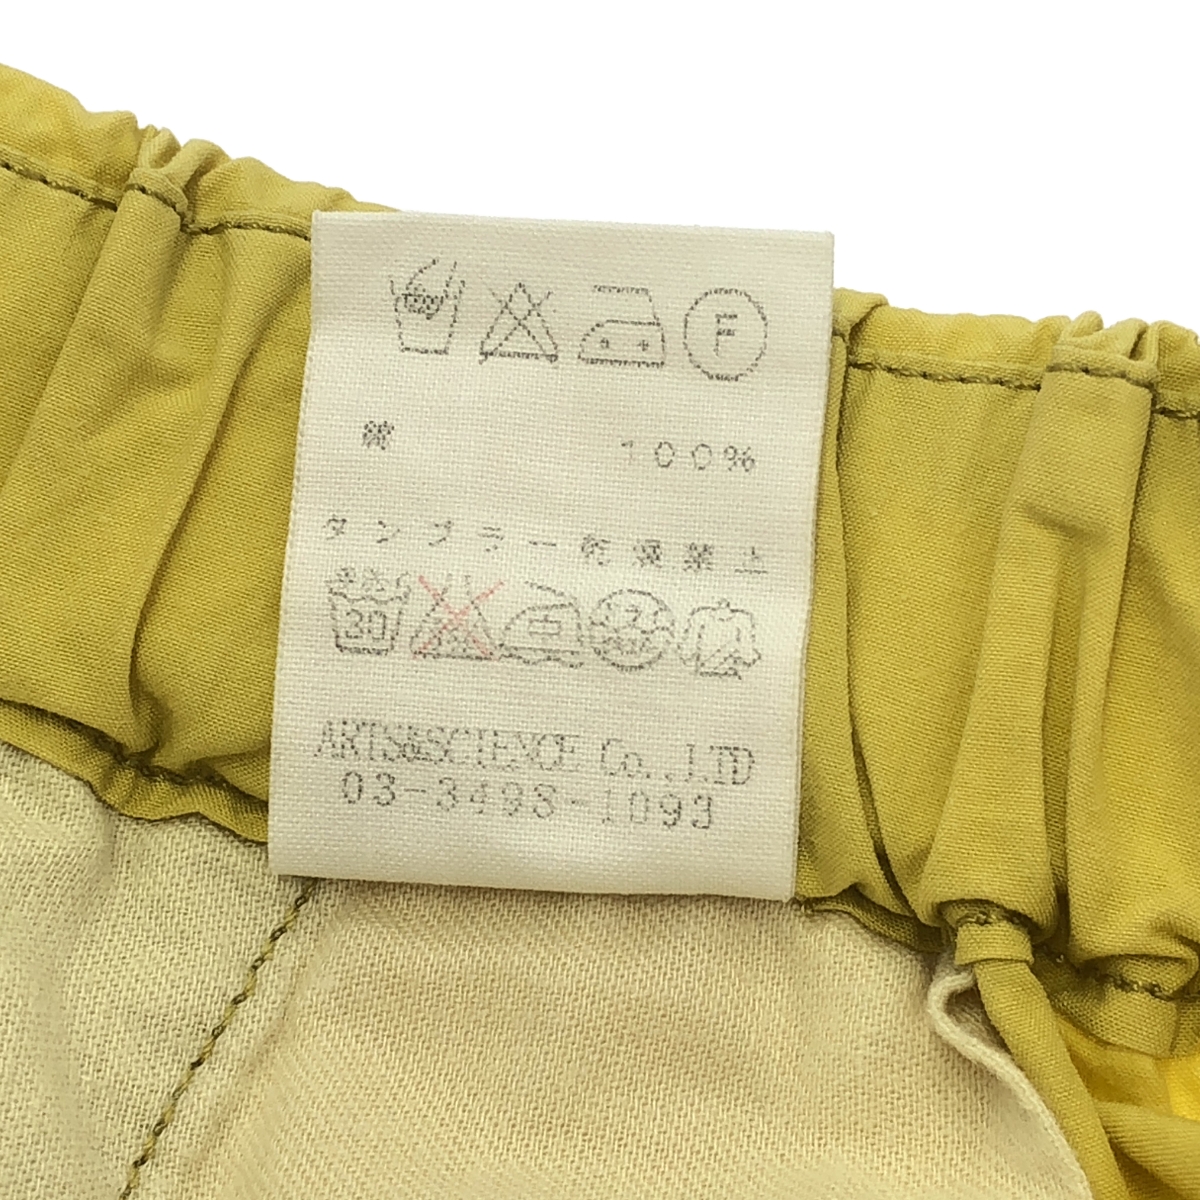 F
綿 100%
タンブラー乾燥禁止
30
ARTS&SCIENCE Co.,LTD
03-3498-1093